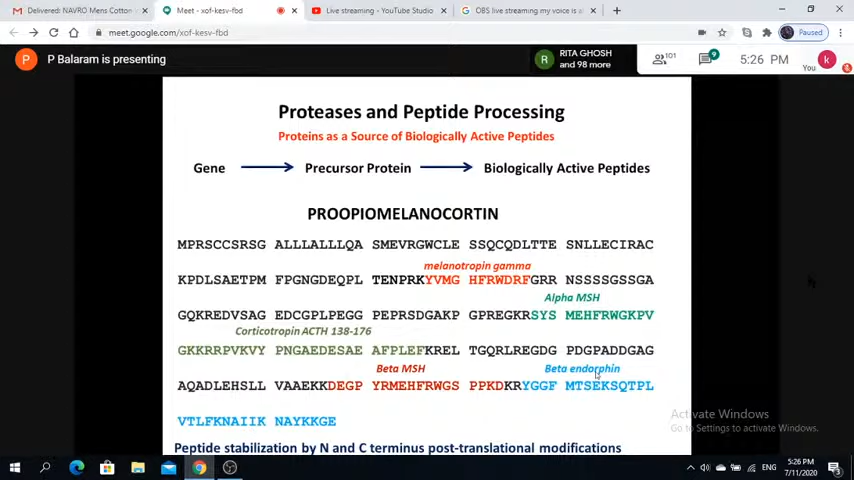 Delivered: NAVRO Mens Cotton
Meet - xof-kesv-fbd
Live streaming - YouTube Studio
OBS live streaming my voice is a
meet.google.com/xof-kesv-fbd
Paused
P P Balaram is presenting
R RITA GHOSH
and 98 more
101
9
5:26 PM
k
You
Proteases and Peptide Processing
Proteins as a Source of Biologically Active Peptides
Gene Precursor Protein Biologically Active Peptides
PROOPIOMELANOCORTIN
MPRSCCSRSG ALLLALLLQA SMEVRGWCLE SSQCQDLTTE SNLLECIRAC
melanotropin gamma
KPDLSAETPM FPGNGDEQPL TENPRKYVMG HFRWDRFGRR NNSSSSGSSGA
Alpha MSH
GQKREDVSAG EDCGPLPEGG PEPRSDGAKP GPREGKRSYS MEHFRWGKPV
Corticotropin ACTH 138-176
GKKRRPVKVY PNGAEDESAE AFPLEFKREL TGQRLREGDG PDGPADDGAG
Beta MSH Beta endorphin
AQADLEHSLL VAAEKKDEGP YRMEHFRWGS PPKDKRYGGF MTSEKSQTPL
VTLFKNAIIK NAYKKGE
Peptide stabilization by N and C terminus post-translational modifications
Activate Windows
Go to Settings to activate Windows.
ENG
5:26 PM
7/11/2020
3